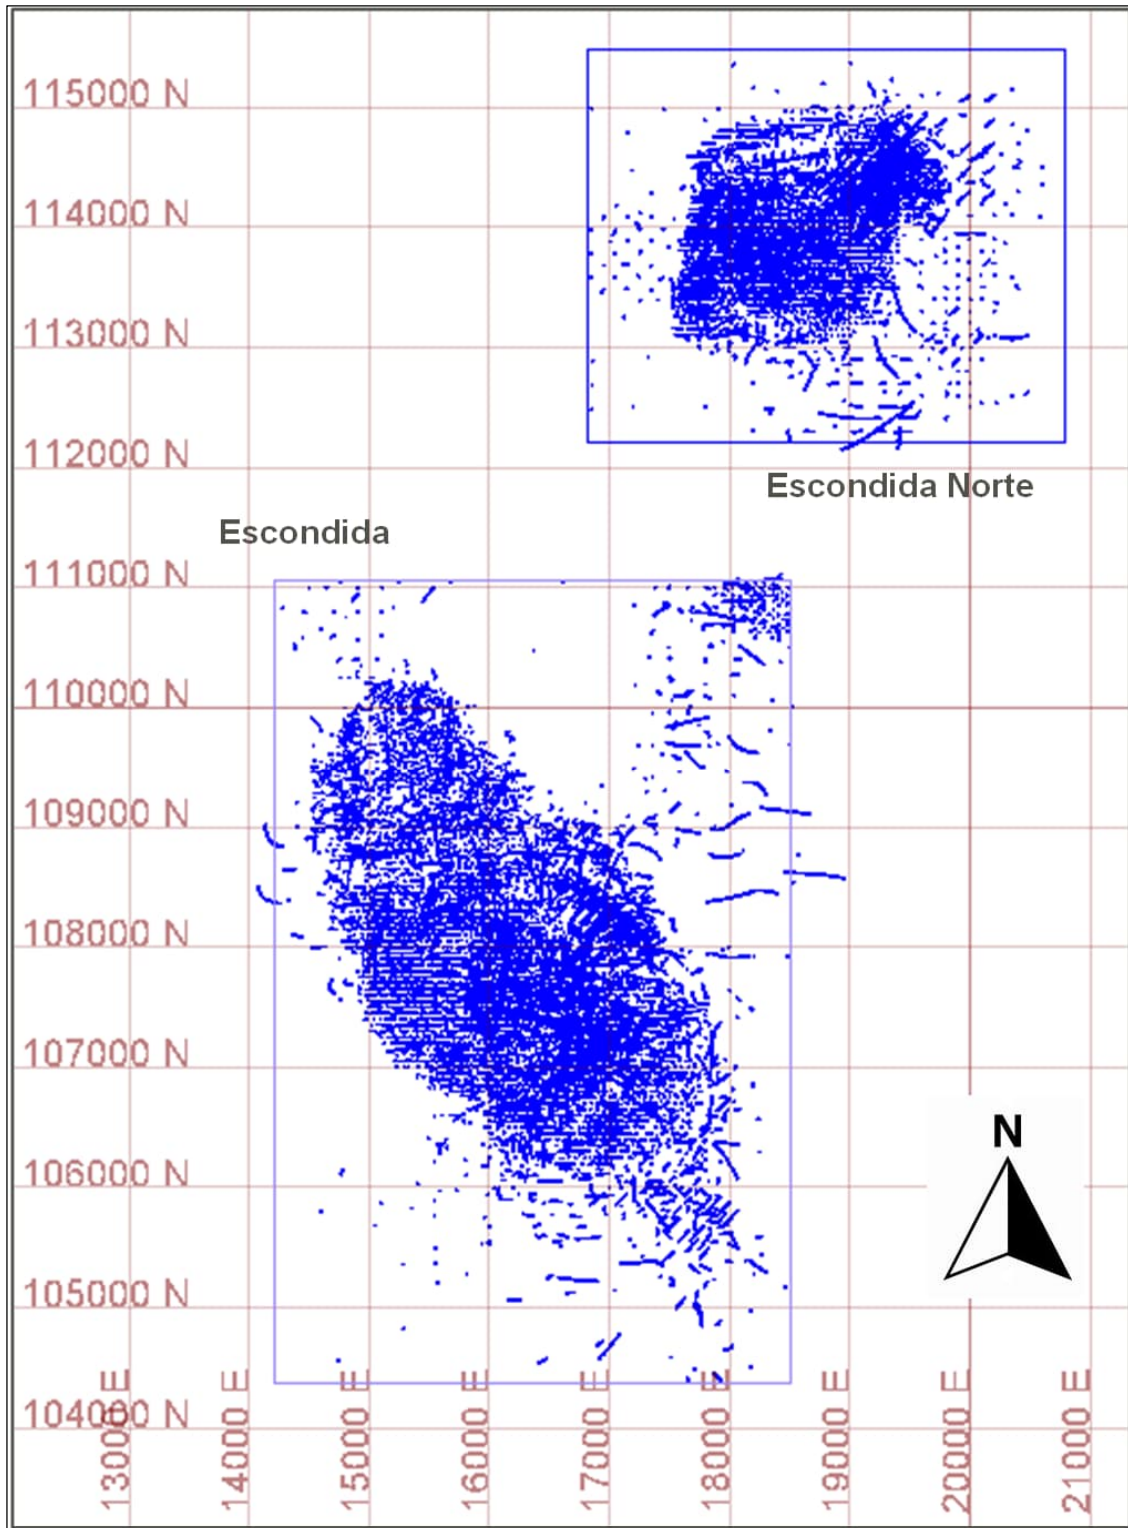 115000 N
114000 N
113000 N
112000 N
Escondida Norte
Escondida
111000 N
110000 N
109000 N
108000 N
107000 N
106000 N
N
105000 N
104000 N
13000 E
14000 E
15000 E
16000 E
17000 E
18000 E
19000 E
20000 E
21000 E